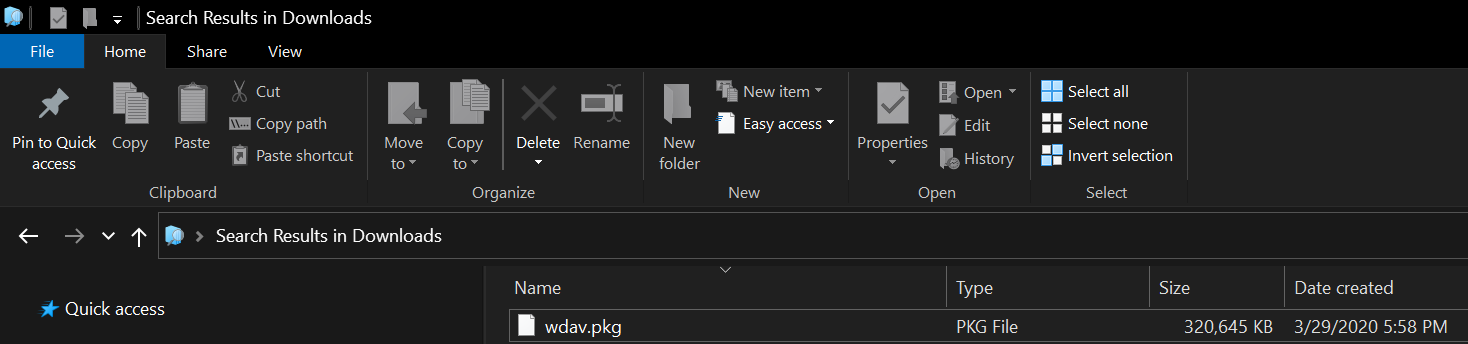 Search Results in Downloads
File Home Share View
Pin to Quick access
Copy
Paste
Cut
Copy path
Paste shortcut
Clipboard
Move to
Copy to
Delete
Rename
Organize
New folder
New item
Easy access
New
Properties
Open
Edit
History
Open
Select all
Select none
Invert selection
Select
Search Results in Downloads
Quick access
Name Type Size Date created
wdav.pkg PKG File 320,645 KB 3/29/2020 5:58 PM